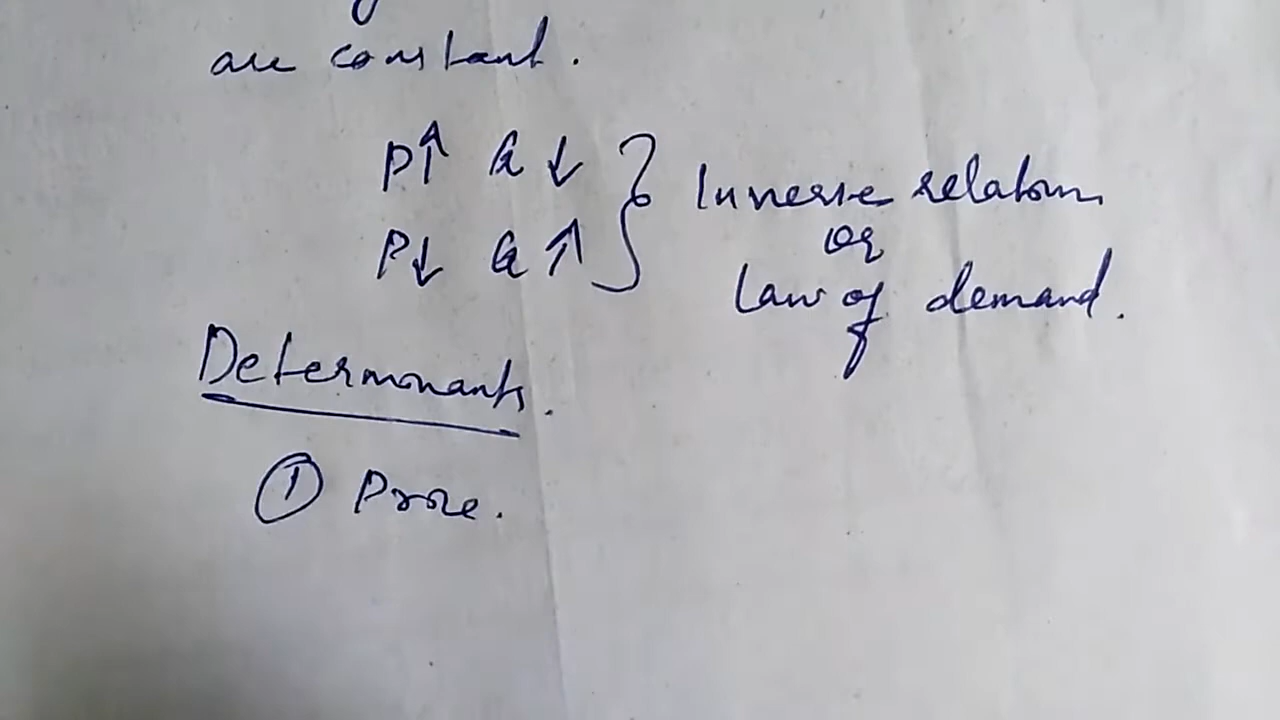 are constant.
P↑ Q ↓ } Inverse relation
or
P↓ Q ↑ Law of demand.
Determinants.
① Price.